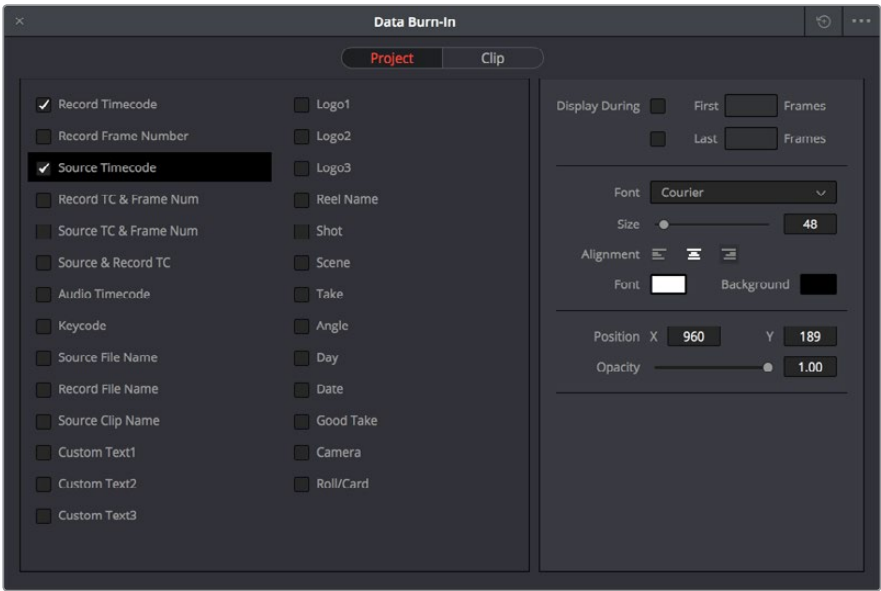 Data Burn-In
Project Clip
Record Timecode
Record Frame Number
Source Timecode
Record TC & Frame Num
Source TC & Frame Num
Source & Record TC
Audio Timecode
Keycode
Source File Name
Record File Name
Source Clip Name
Custom Text1
Custom Text2
Custom Text3
Logo1
Logo2
Logo3
Reel Name
Shot
Scene
Take
Angle
Day
Date
Good Take
Camera
Roll/Card
Display During First Frames
Last Frames
Font Courier
Size 48
Alignment
Font Background
Position X 960 Y 189
Opacity 1.00